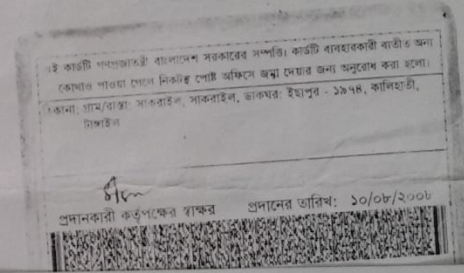 ই কার্ডটি গণপ্রজাতন্ত্রী বাংলাদেশ সরকারের সম্পত্তি। কার্ডটি ব্যবহারকারী ব্যতীত অন্য
কোথাও পাওয়া গেলে নিকটস্থ পোষ্ট অফিসে জমা দেয়ার জন্য অনুরোধ করা হলো।
কানা: গ্রাম/রাস্তা: সাকরাইল, সাকরাইল, ডাকঘর: ইছাপুর - ১৯৭৪, কালিহাতী,
টাঙ্গাইল
প্রদানকারী কর্তৃপক্ষের স্বাক্ষর প্রদানের তারিখ: ১০/০৮/২০০৮